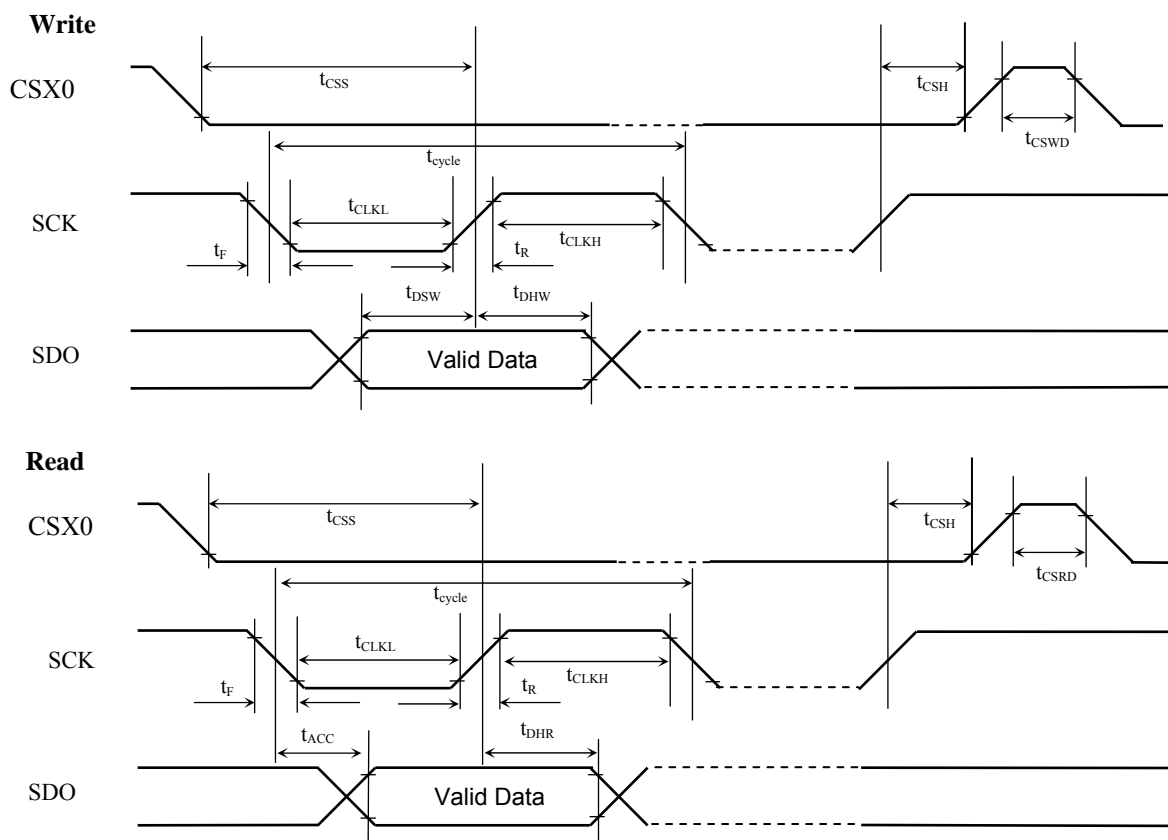 Write
CSX0
tCSS
tCSH
tCSWD
tcycle
SCK
tCLKL
tCLKH
tF
tR
tDSW
tDHW
SDO
Valid Data
Read
CSX0
tCSS
tCSH
tCSRD
tcycle
SCK
tCLKL
tCLKH
tF
tR
tACC
tDHR
SDO
Valid Data